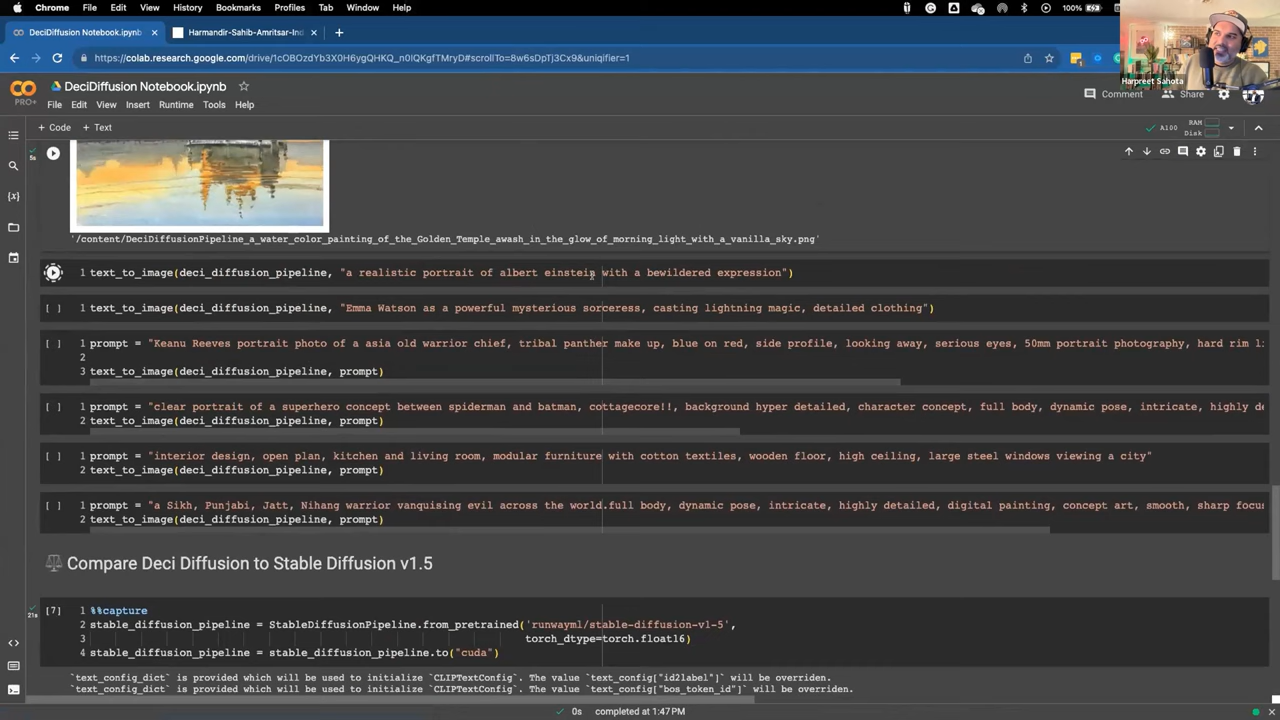 Chrome File Edit View History Bookmarks Profiles Tab Window Help 100%
DeciDiffusion Notebook.ipynb Harmandir-Sahib-Amritsar-Ind
https://colab.research.google.com/drive/1cOBOzdYb3X0H6ygQHKQ_n0lQKgfTMryD#scrollTo=8w6sDpTj3Cx9&uniqifier=1
Harpreet Sahota
DeciDiffusion Notebook.ipynb
PRO+
File Edit View Insert Runtime Tools Help
Comment Share
+ Code + Text
A100 RAM Disk
5s
'/content/DeciDiffusionPipeline_a_water_color_painting_of_the_Golden_Temple_awash_in_the_glow_of_morning_light_with_a_vanilla_sky.png'
1 text_to_image(deci_diffusion_pipeline, "a realistic portrait of albert einstein with a bewildered expression")
[ ] 1 text_to_image(deci_diffusion_pipeline, "Emma Watson as a powerful mysterious sorceress, casting lightning magic, detailed clothing")
[ ] 1 prompt = "Keanu Reeves portrait photo of a asia old warrior chief, tribal panther make up, blue on red, side profile, looking away, serious eyes, 50mm portrait photography, hard rim li
2
3 text_to_image(deci_diffusion_pipeline, prompt)
[ ] 1 prompt = "clear portrait of a superhero concept between spiderman and batman, cottagecore!!, background hyper detailed, character concept, full body, dynamic pose, intricate, highly de
2 text_to_image(deci_diffusion_pipeline, prompt)
[ ] 1 prompt = "interior design, open plan, kitchen and living room, modular furniture with cotton textiles, wooden floor, high ceiling, large steel windows viewing a city"
2 text_to_image(deci_diffusion_pipeline, prompt)
[ ] 1 prompt = "a Sikh, Punjabi, Jatt, Nihang warrior vanquising evil across the world.full body, dynamic pose, intricate, highly detailed, digital painting, concept art, smooth, sharp focus
2 text_to_image(deci_diffusion_pipeline, prompt)
Compare Deci Diffusion to Stable Diffusion v1.5
[7] 1 %%capture
21s 2 stable_diffusion_pipeline = StableDiffusionPipeline.from_pretrained('runwayml/stable-diffusion-v1-5',
3 torch_dtype=torch.float16)
4 stable_diffusion_pipeline = stable_diffusion_pipeline.to("cuda")
`text_config_dict` is provided which will be used to initialize `CLIPTextConfig`. The value `text_config["id2label"]` will be overriden.
`text_config_dict` is provided which will be used to initialize `CLIPTextConfig`. The value `text_config["bos_token_id"]` will be overriden.
0s completed at 1:47PM